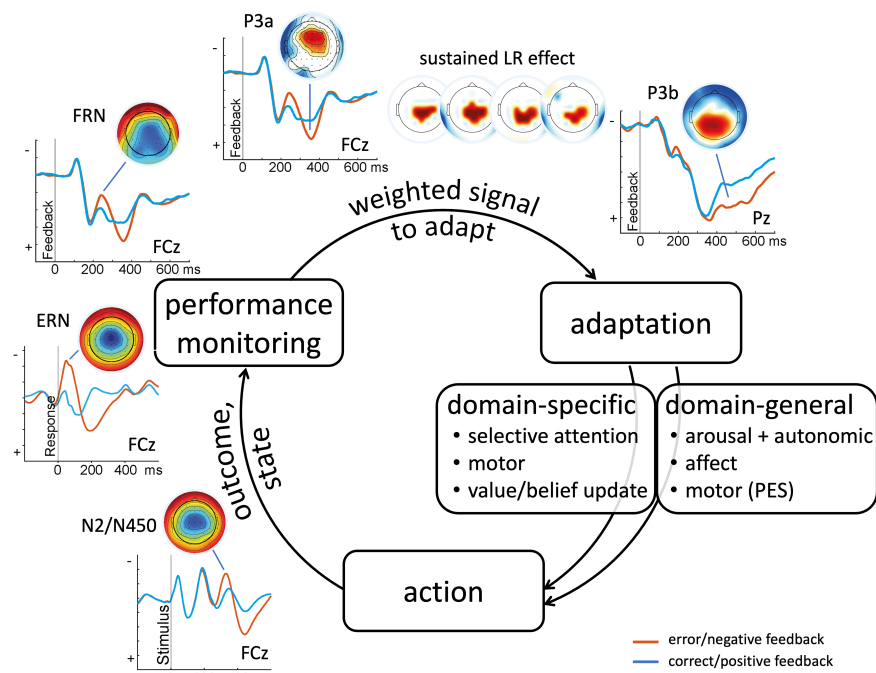 P3a
-
+
Feedback
FCz
0 200 400 600 ms
sustained LR effect
P3b
-
+
Feedback
Pz
0 200 400 600 ms
FRN
-
+
Feedback
FCz
0 200 400 600 ms
weighted signal
to adapt
performance
monitoring
adaptation
ERN
-
+
Response
FCz
0 200 400 ms
domain-specific
• selective attention
• motor
• value/belief update
domain-general
• arousal + autonomic
• affect
• motor (PES)
outcome,
state
N2/N450
-
+
Stimulus
FCz
action
error/negative feedback
correct/positive feedback